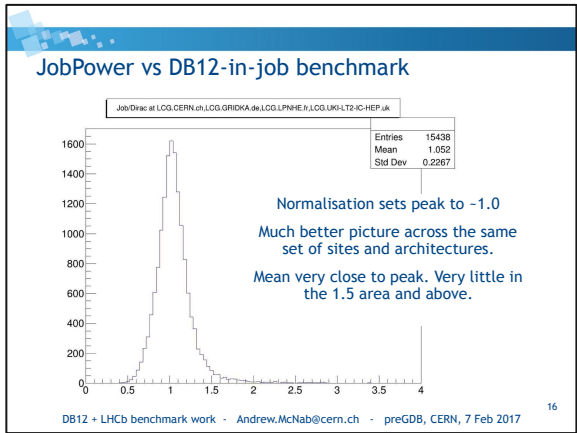 JobPower vs DB12-in-job benchmark
Job/Dirac at LCG.CERN.ch,LCG.GRIDKA.de,LCG.LPNHE.fr,LCG.UKI-LT2-IC-HEP.uk
Entries 15438
Mean 1.052
Std Dev 0.2267
1600
1400
1200
1000
800
600
400
200
0
0 0.5 1 1.5 2 2.5 3 3.5 4
Normalisation sets peak to ~1.0
Much better picture across the same
set of sites and architectures.
Mean very close to peak. Very little in
the 1.5 area and above.
16
DB12 + LHCb benchmark work - Andrew.McNab@cern.ch - preGDB, CERN, 7 Feb 2017